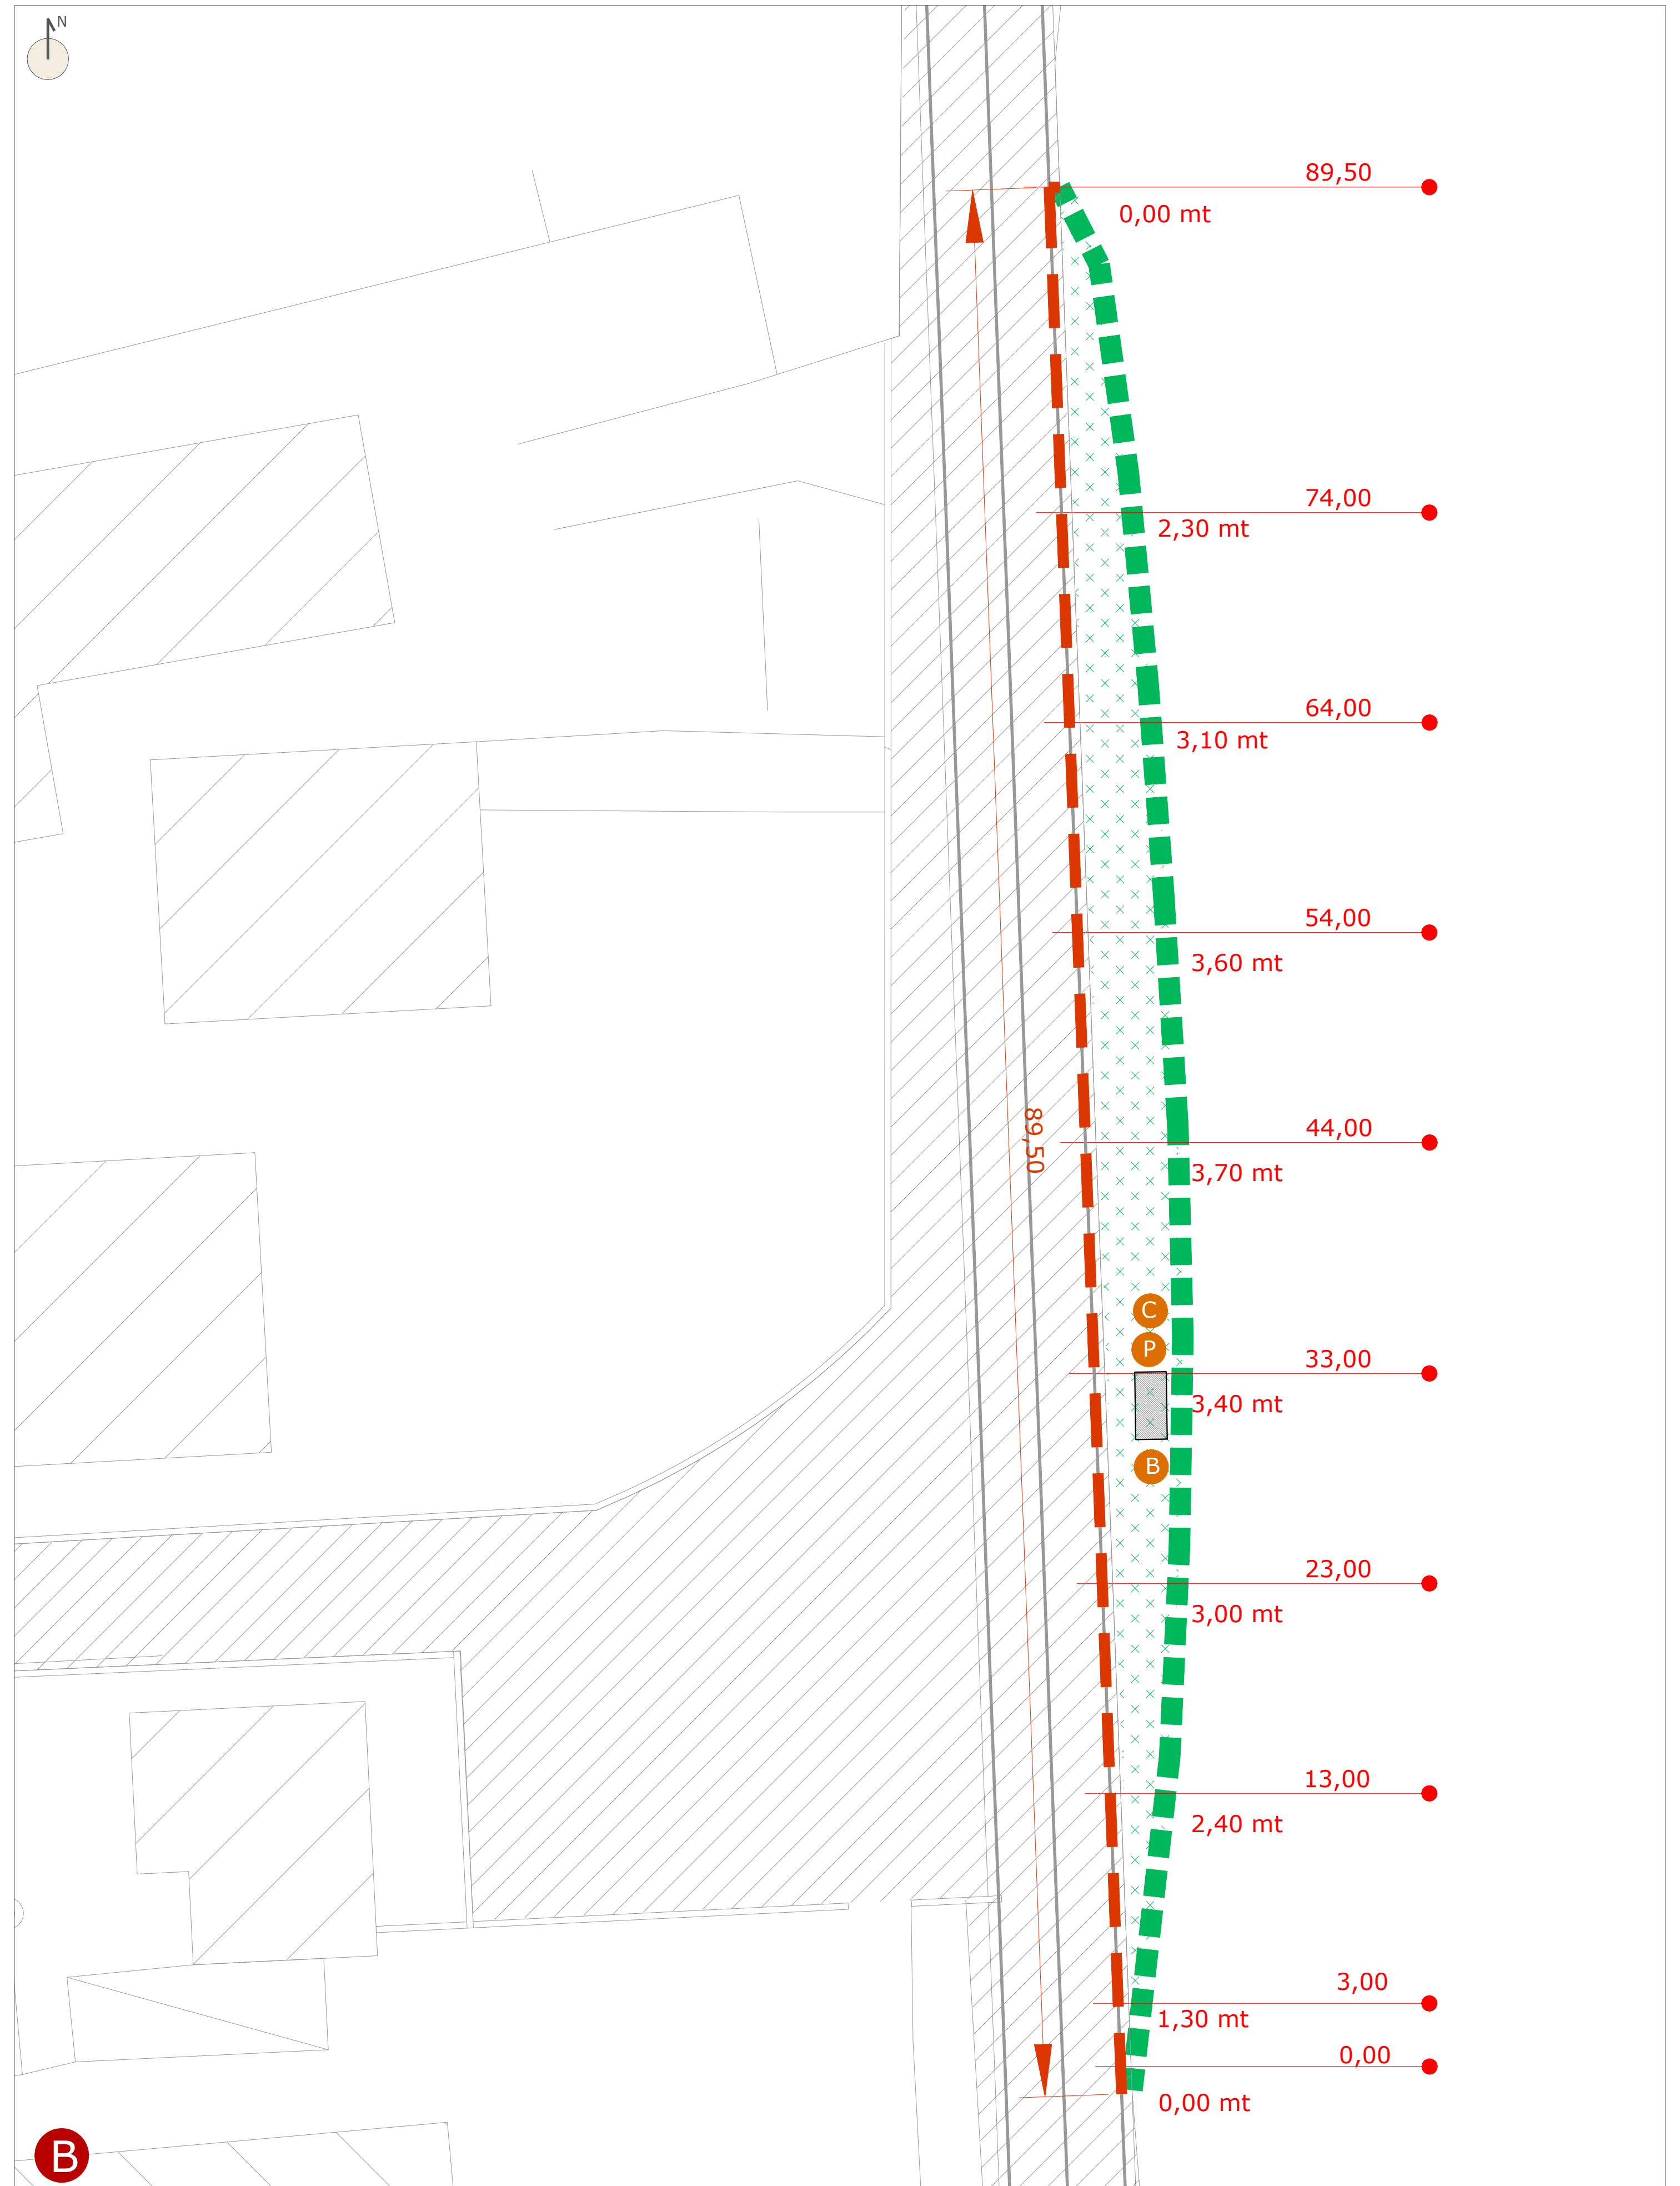 N
89,50
0,00 mt
74,00
2,30 mt
64,00
3,10 mt
54,00
3,60 mt
89,50
44,00
3,70 mt
C
P
33,00
3,40 mt
B
23,00
3,00 mt
13,00
2,40 mt
3,00
1,30 mt
0,00
0,00 mt
B